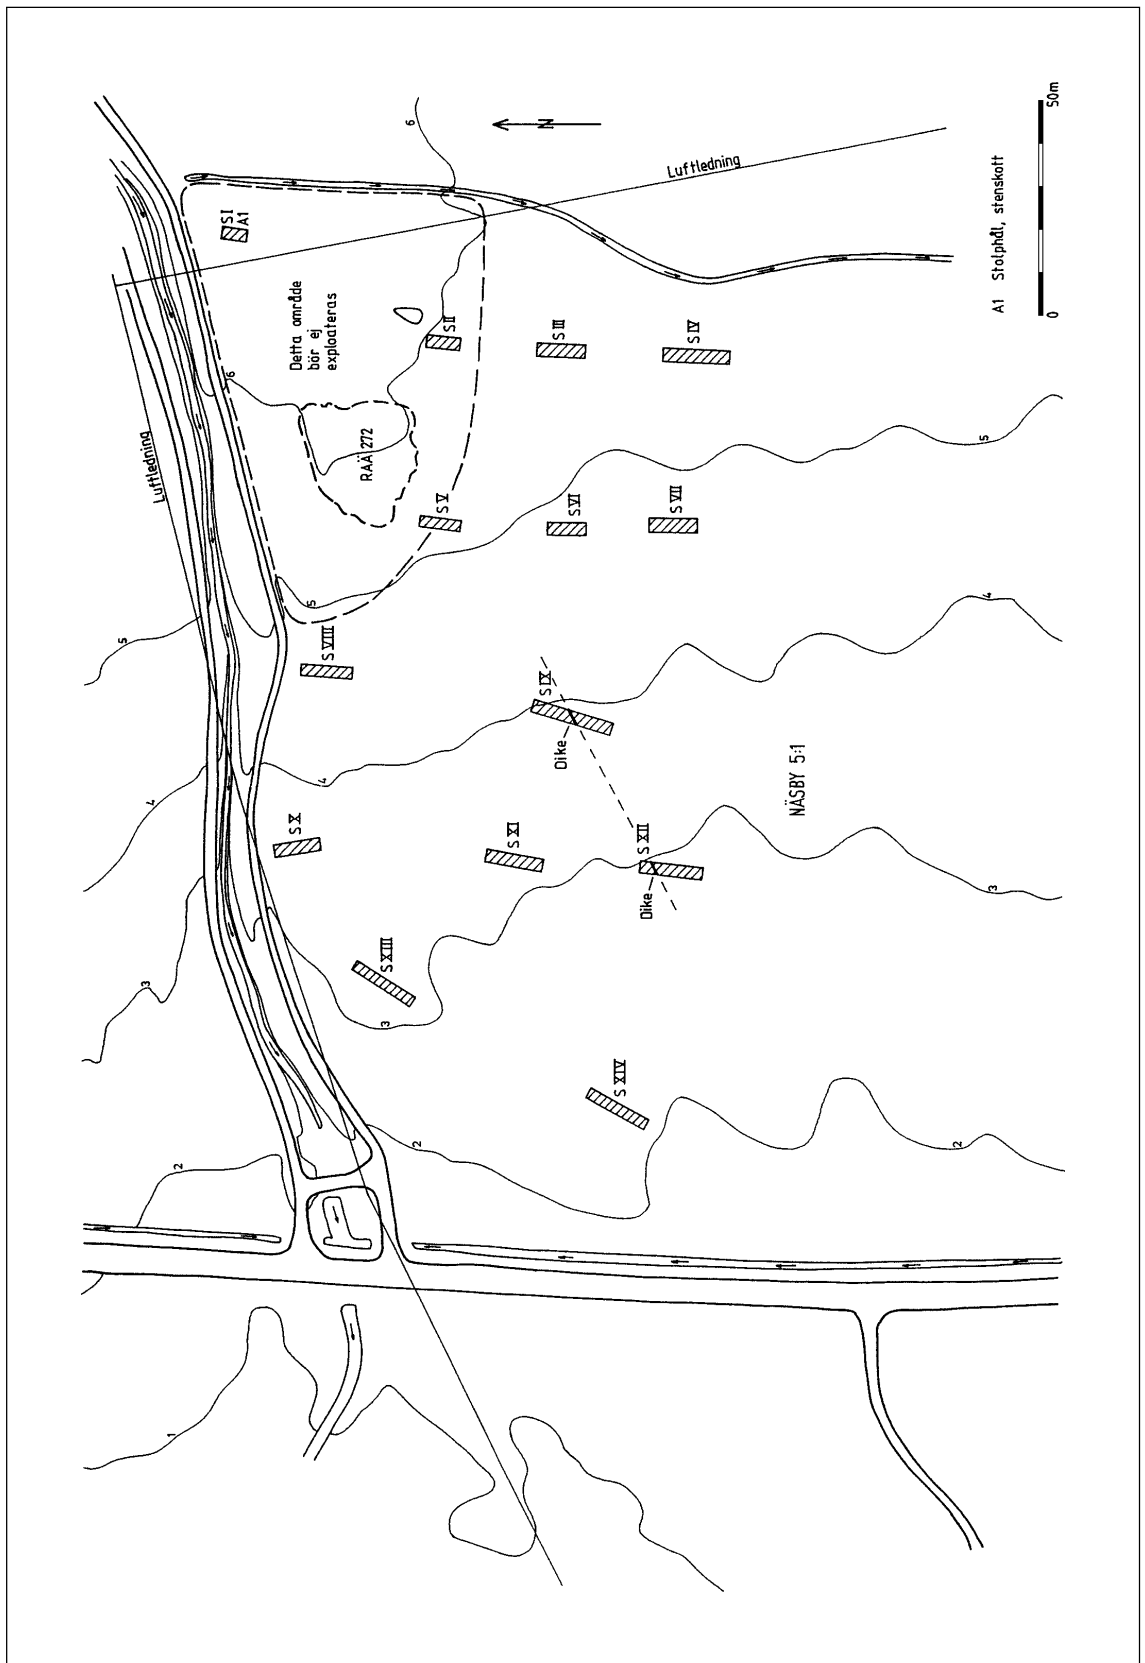 Luftledning
6
N
Luftledning
S I
A1
Detta område
bör ej
exploateras
6
RAÄ 272
S II
S III
S IV
S V
S VI
S VII
5
5
5
S VIII
S IX
Dike
4
4
4
NÄSBY 5:1
S X
S XI
S XII
Dike
3
3
3
S XIII
S XIV
2
2
2
1
A1 Stolphål, stenskott
0 50m